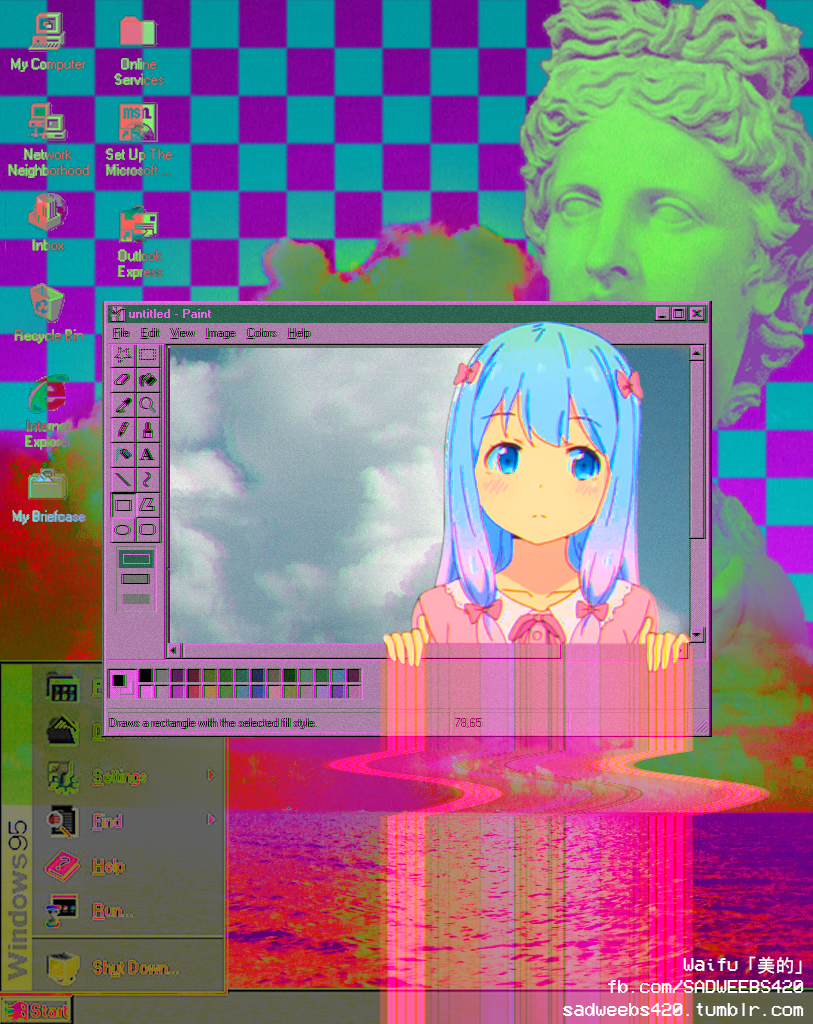 My Computer
Online
Services
msn
Network
Neighborhood
Set Up The
Microsoft ...
Inbox
Outlook
Express
Recycle Bin
untitled - Paint
File Edit View Image Colors Help
Internet
Explorer
A
My Briefcase
Draws a rectangle with the selected fill style.
78,65
Settings
Find
Help
Run...
Shut Down...
Windows95
Start
Waifu「美的」
fb.com/SADWEEBS420
sadweebs420.tumblr.com